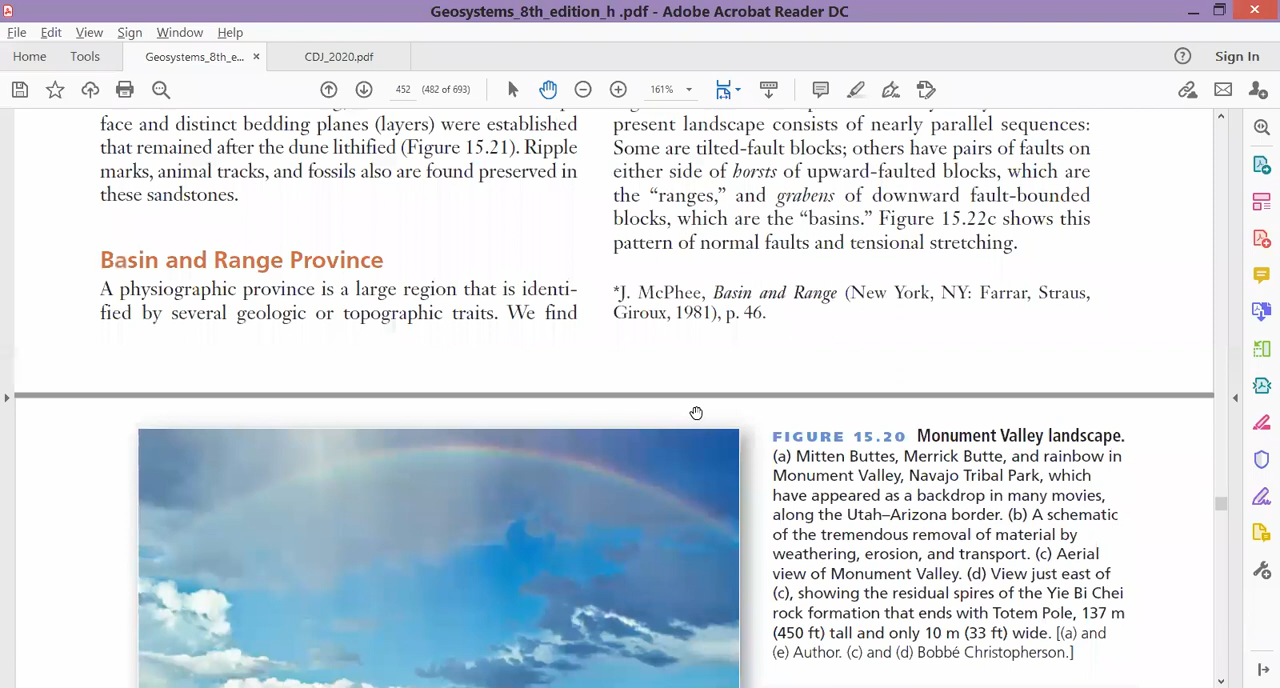 Geosystems_8th_edition_h .pdf - Adobe Acrobat Reader DC
File Edit View Sign Window Help
Home Tools Geosystems_8th_e... × CDJ_2020.pdf Sign In
452 (482 of 693) 161%
face and distinct bedding planes (layers) were established
that remained after the dune lithified (Figure 15.21). Ripple
marks, animal tracks, and fossils also are found preserved in
these sandstones.
Basin and Range Province
A physiographic province is a large region that is identi-
fied by several geologic or topographic traits. We find
present landscape consists of nearly parallel sequences:
Some are tilted-fault blocks; others have pairs of faults on
either side of horsts of upward-faulted blocks, which are
the “ranges,” and grabens of downward fault-bounded
blocks, which are the “basins.” Figure 15.22c shows this
pattern of normal faults and tensional stretching.
*J. McPhee, Basin and Range (New York, NY: Farrar, Straus,
Giroux, 1981), p. 46.
FIGURE 15.20 Monument Valley landscape.
(a) Mitten Buttes, Merrick Butte, and rainbow in
Monument Valley, Navajo Tribal Park, which
have appeared as a backdrop in many movies,
along the Utah–Arizona border. (b) A schematic
of the tremendous removal of material by
weathering, erosion, and transport. (c) Aerial
view of Monument Valley. (d) View just east of
(c), showing the residual spires of the Yie Bi Chei
rock formation that ends with Totem Pole, 137 m
(450 ft) tall and only 10 m (33 ft) wide. [(a) and
(e) Author. (c) and (d) Bobbé Christopherson.]